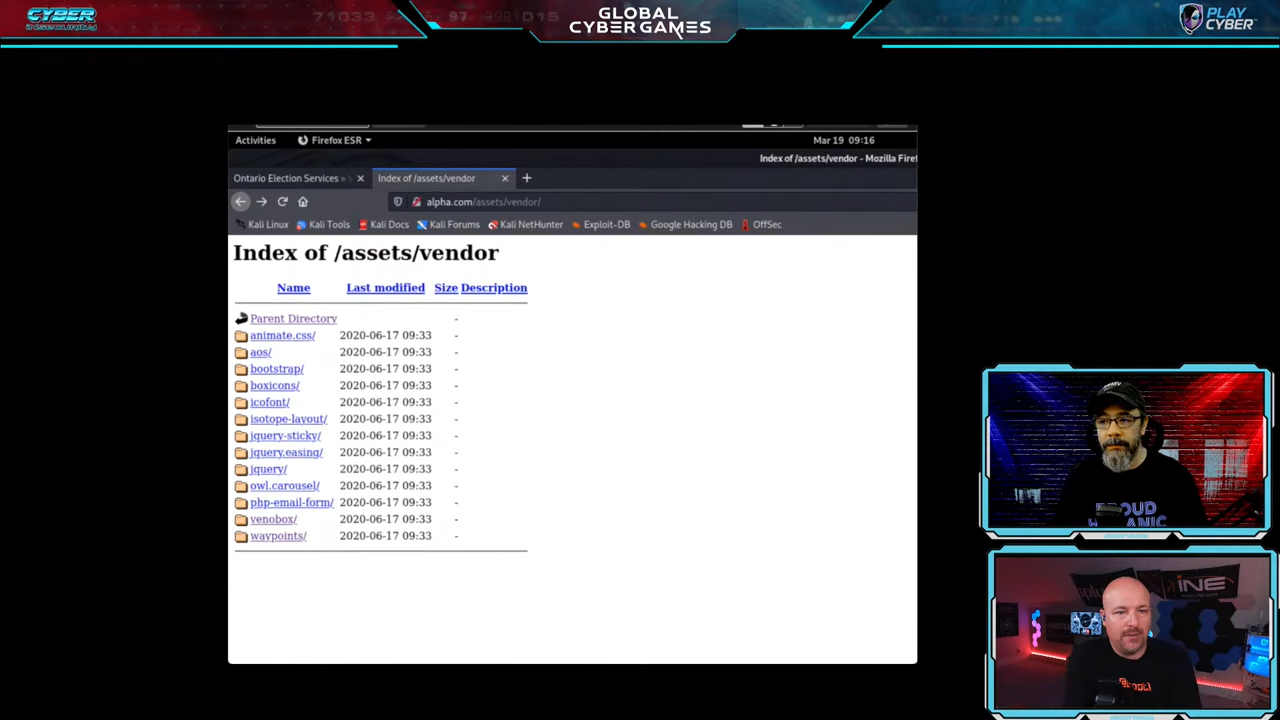 CYBER
INSECURITY
71033
97
GLOBAL
CYBER GAMES
PLAY
CYBER
Activities
Firefox ESR
Mar 19 09:16
Index of /assets/vendor - Mozilla Firef
Ontario Election Services »
Index of /assets/vendor
alpha.com/assets/vendor/
Kali Linux Kali Tools Kali Docs Kali Forums Kali NetHunter Exploit-DB Google Hacking DB OffSec
Index of /assets/vendor
Name Last modified Size Description
Parent Directory -
animate.css/ 2020-06-17 09:33 -
aos/ 2020-06-17 09:33 -
bootstrap/ 2020-06-17 09:33 -
boxicons/ 2020-06-17 09:33 -
icofont/ 2020-06-17 09:33 -
isotope-layout/ 2020-06-17 09:33 -
jquery-sticky/ 2020-06-17 09:33 -
jquery.easing/ 2020-06-17 09:33 -
jquery/ 2020-06-17 09:33 -
owl.carousel/ 2020-06-17 09:33 -
php-email-form/ 2020-06-17 09:33 -
venobox/ 2020-06-17 09:33 -
waypoints/ 2020-06-17 09:33 -
INE